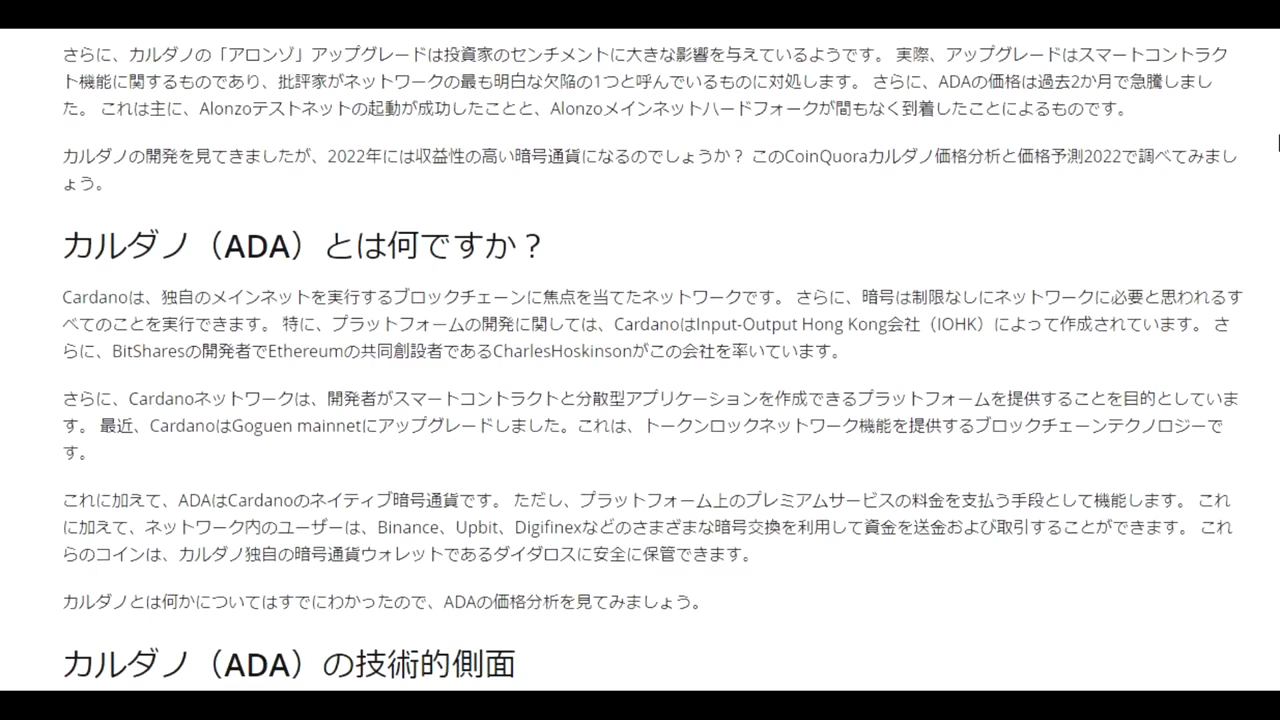 さらに、カルダノの「アロンゾ」アップグレードは投資家のセンチメントに大きな影響を与えているようです。 実際、アップグレードはスマートコントラク
ト機能に関するものであり、批評家がネットワークの最も明白な欠陥の1つと呼んでいるものに対処します。 さらに、ADAの価格は過去2か月で急騰しまし
た。 これは主に、Alonzoテストネットの起動が成功したことと、Alonzoメインネットハードフォークが間もなく到着したことによるものです。
カルダノの開発を見てきましたが、2022年には収益性の高い暗号通貨になるのでしょうか？ このCoinQuoraカルダノ価格分析と価格予測2022で調べてみまし
ょう。
カルダノ（ADA）とは何ですか？
Cardanoは、独自のメインネットを実行するブロックチェーンに焦点を当てたネットワークです。 さらに、暗号は制限なしにネットワークに必要と思われるす
べてのことを実行できます。 特に、プラットフォームの開発に関しては、CardanoはInput-Output Hong Kong会社（IOHK）によって作成されています。 さ
らに、BitSharesの開発者でEthereumの共同創設者であるCharlesHoskinsonがこの会社を率いています。
さらに、Cardanoネットワークは、開発者がスマートコントラクトと分散型アプリケーションを作成できるプラットフォームを提供することを目的としていま
す。 最近、CardanoはGoguen mainnetにアップグレードしました。これは、トークンロックネットワーク機能を提供するブロックチェーンテクノロジーで
す。
これに加えて、ADAはCardanoのネイティブ暗号通貨です。 ただし、プラットフォーム上のプレミアムサービスの料金を支払う手段として機能します。 これ
に加えて、ネットワーク内のユーザーは、Binance、Upbit、Digifinexなどのさまざまな暗号交換を利用して資金を送金および取引することができます。 これ
らのコインは、カルダノ独自の暗号通貨ウォレットであるダイダロスに安全に保管できます。
カルダノとは何かについてはすでにわかったので、ADAの価格分析を見てみましょう。
カルダノ（ADA）の技術的側面